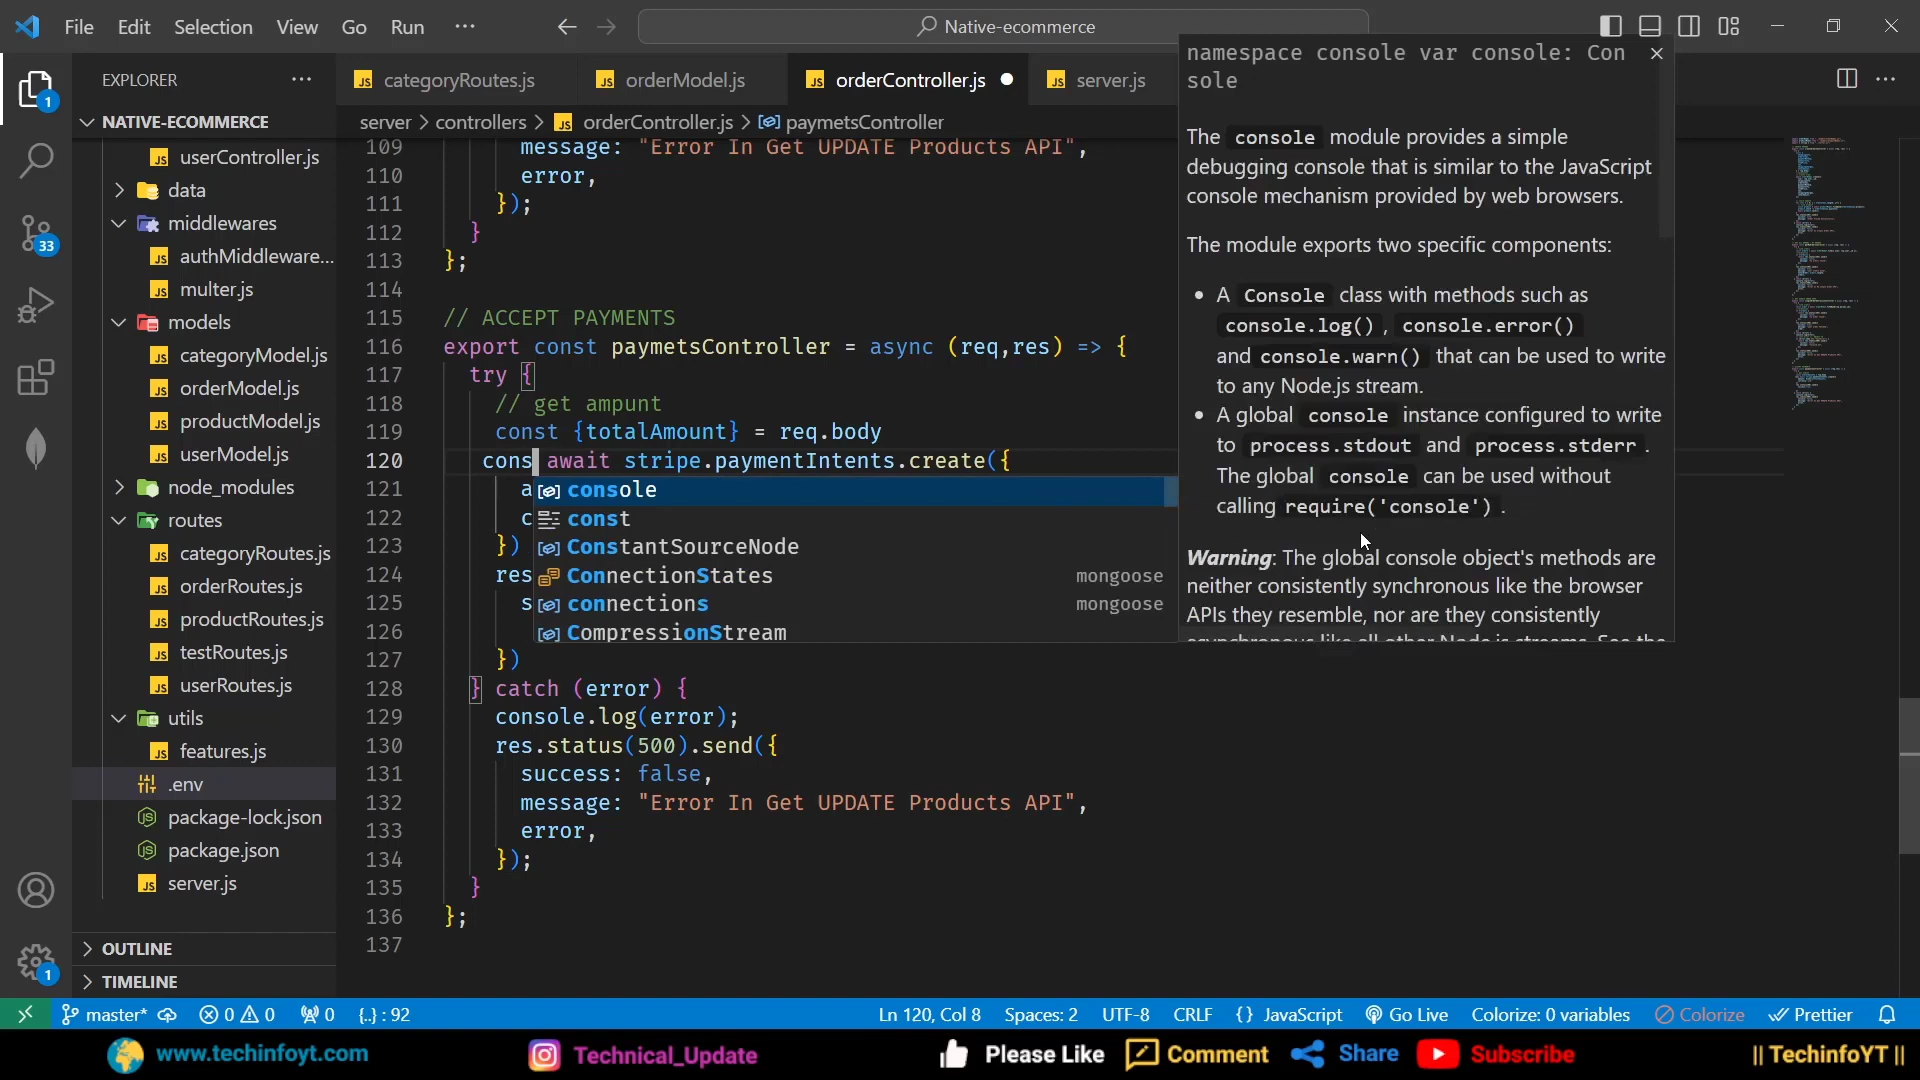 File Edit Selection View Go Run ···
Native-ecommerce
EXPLORER ···
categoryRoutes.js
orderModel.js
orderController.js
server.js
NATIVE-ECOMMERCE
userController.js
data
middlewares
authMiddleware...
multer.js
models
categoryModel.js
orderModel.js
productModel.js
userModel.js
node_modules
routes
categoryRoutes.js
orderRoutes.js
productRoutes.js
testRoutes.js
userRoutes.js
utils
features.js
.env
package-lock.json
package.json
server.js
OUTLINE
TIMELINE
1
33
1
server > controllers > orderController.js > paymetsController
109 message: "Error In Get UPDATE Products API",
110 error,
111 });
112 }
113 };
114
115 // ACCEPT PAYMENTS
116 export const paymetsController = async (req,res) => {
117 try {
118 // get ampunt
119 const {totalAmount} = req.body
120 cons await stripe.paymentIntents.create({
121 a
122 c
123 })
124 res
125 s
126
127 })
128 } catch (error) {
129 console.log(error);
130 res.status(500).send({
131 success: false,
132 message: "Error In Get UPDATE Products API",
133 error,
134 });
135 }
136 };
137
console
const
ConstantSourceNode
ConnectionStates mongoose
connections mongoose
CompressionStream
namespace console var console: Con
sole
The console module provides a simple
debugging console that is similar to the JavaScript
console mechanism provided by web browsers.
The module exports two specific components:
• A Console class with methods such as
console.log() , console.error()
and console.warn() that can be used to write
to any Node.js stream.
• A global console instance configured to write
to process.stdout and process.stderr .
The global console can be used without
calling require('console') .
Warning: The global console object's methods are
neither consistently synchronous like the browser
APIs they resemble, nor are they consistently
master* 0 0 0 {..} : 92
Ln 120, Col 8 Spaces: 2 UTF-8 CRLF {} JavaScript Go Live Colorize: 0 variables Colorize Prettier
www.techinfoyt.com
Technical_Update
Please Like
Comment
Share
Subscribe
|| TechinfoYT ||